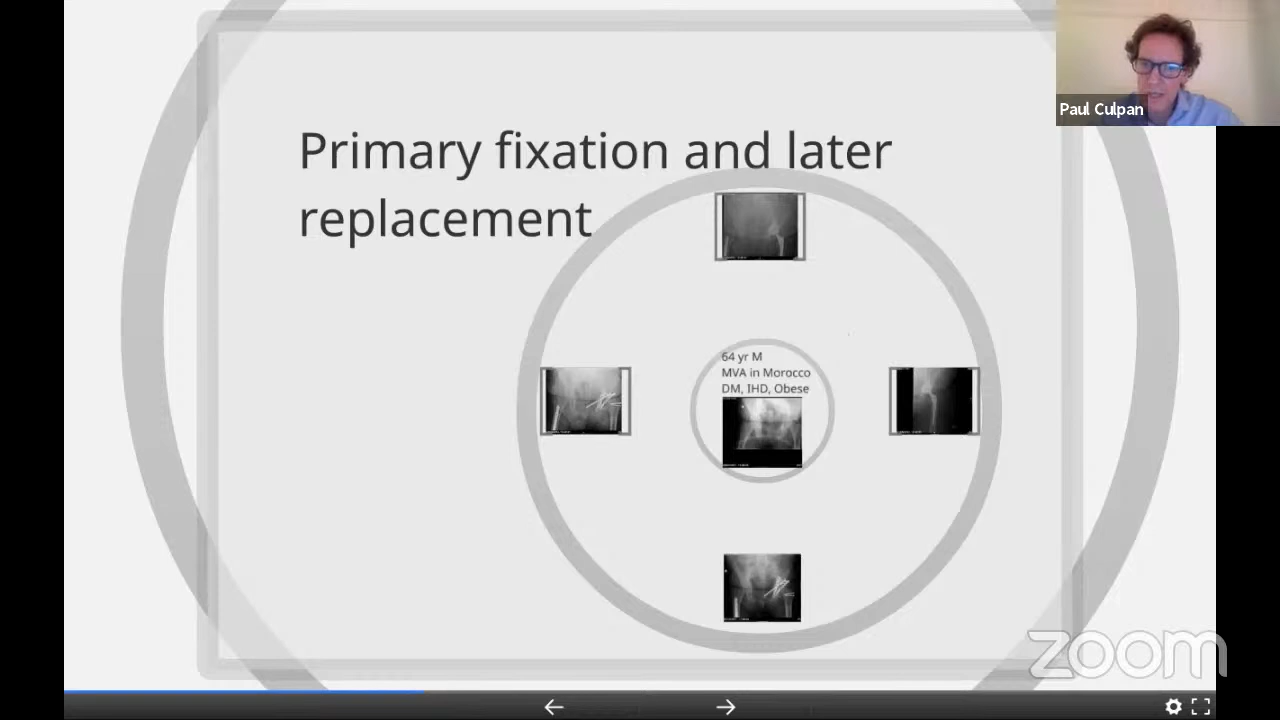 Paul Culpan
Primary fixation and later
replacement
64 yr M
MVA in Morocco
DM, IHD, Obese
zoom